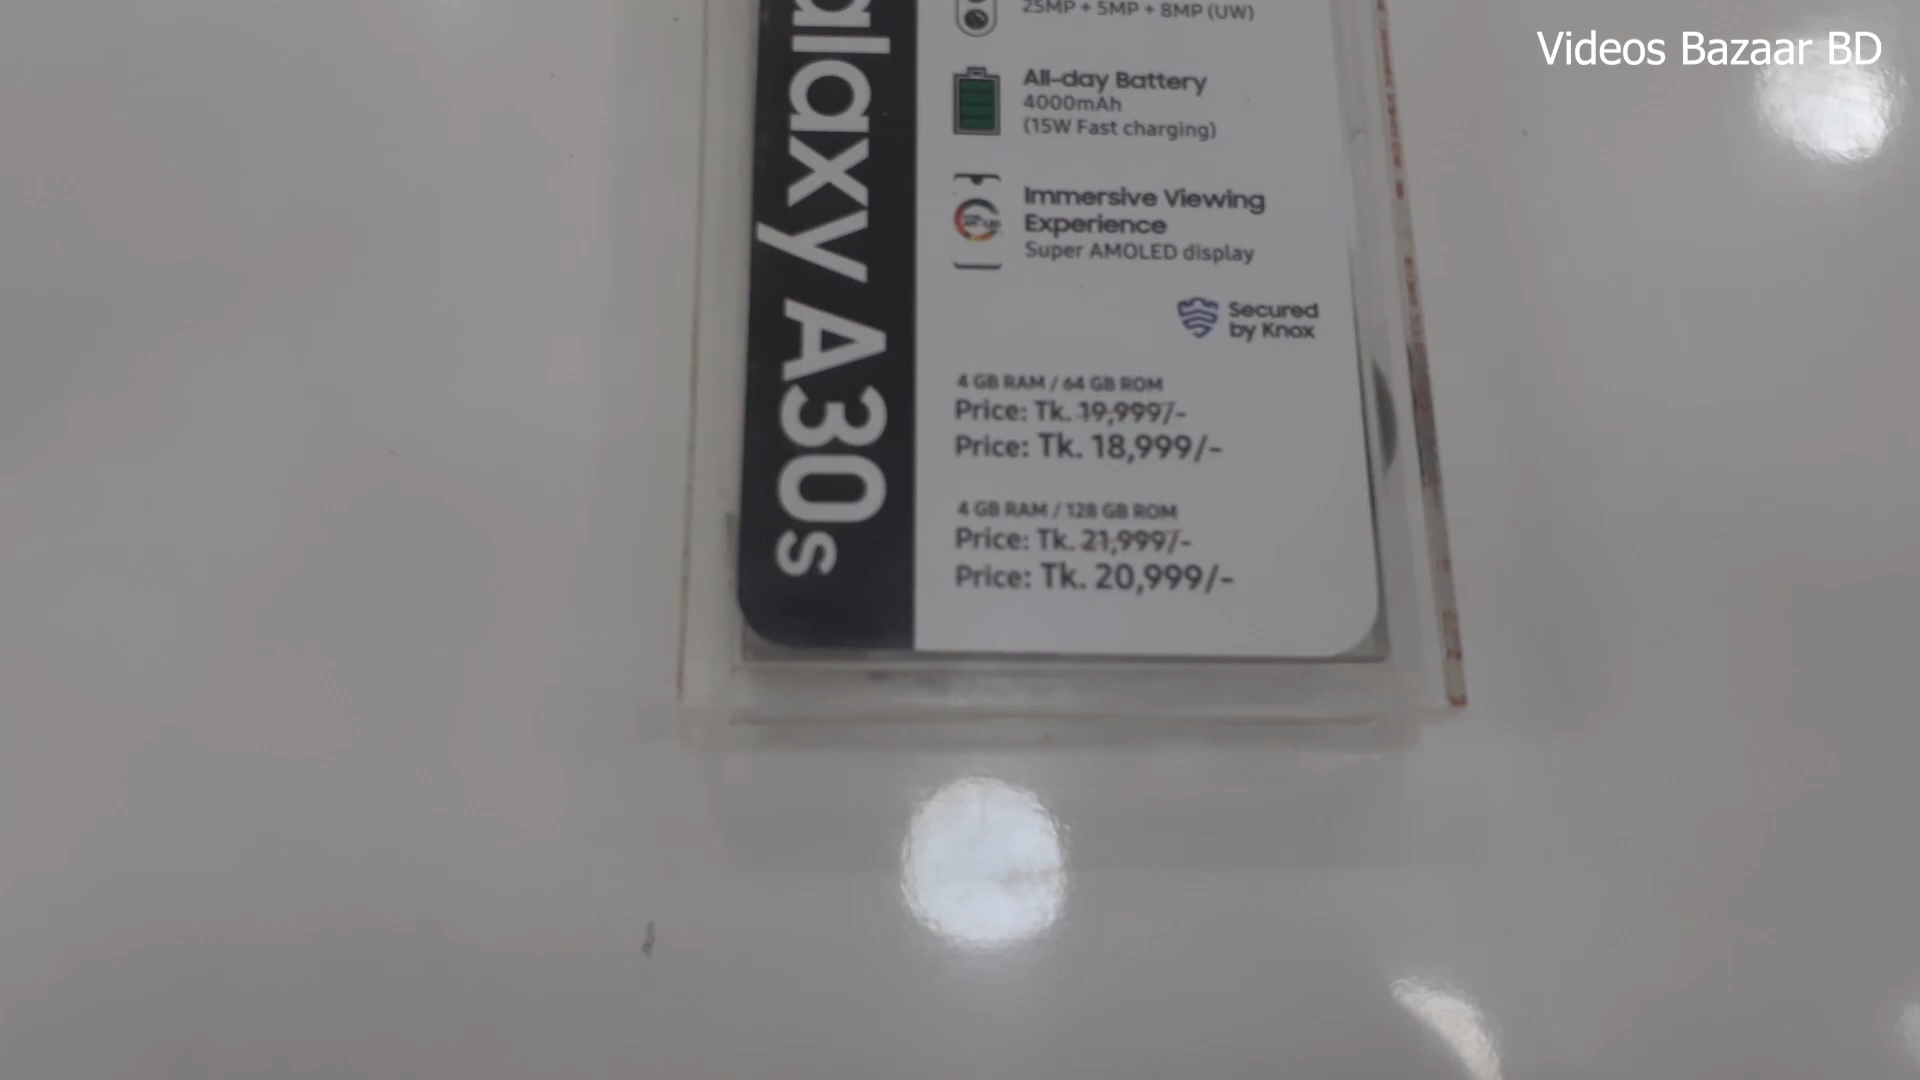 Videos Bazaar BD
alaxy A30s
25MP + 5MP + 8MP (UW)
All-day Battery
4000mAh
(15W Fast charging)
Immersive Viewing
Experience
Super AMOLED display
Secured
by Knox
4 GB RAM / 64 GB ROM
Price: Tk. 19,999/-
Price: Tk. 18,999/-
4 GB RAM / 128 GB ROM
Price: Tk. 21,999/-
Price: Tk. 20,999/-